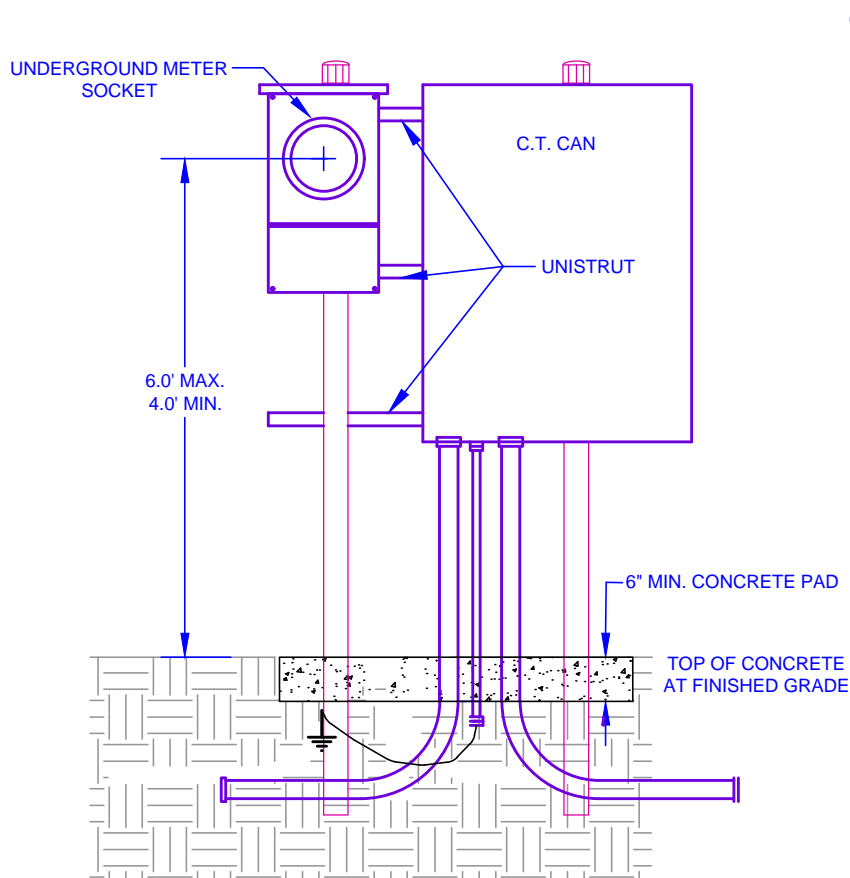 UNDERGROUND METER
SOCKET
C.T. CAN
UNISTRUT
6.0' MAX.
4.0' MIN.
6" MIN. CONCRETE PAD
TOP OF CONCRETE
AT FINISHED GRADE